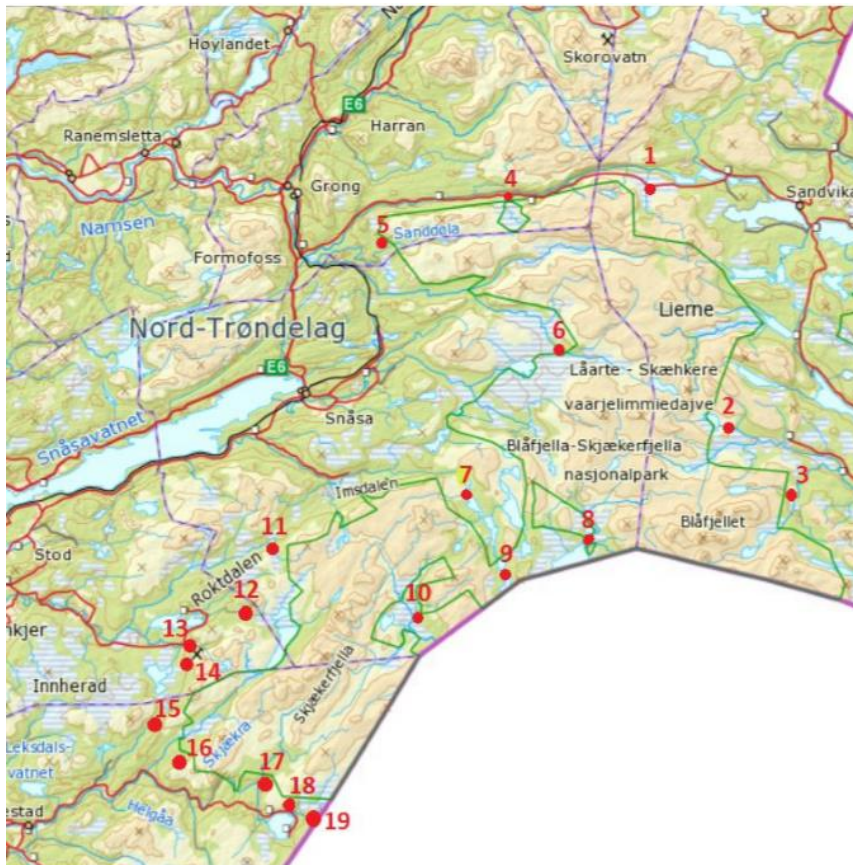 Høylandet
Skorovatn
E6
Harran
Ranemsletta
1
Grong
4
Sandvika
Namsen
Sanddøla
5
Formofoss
Lierne
Nord-Trøndelag
6
E6
Låarte - Skæhkere
vaarjelimmiedajve
2
Snåsa
Snåsavatnet
Blåfjella-Skjækerfjella
nasjonalpark
7
3
Imsdalen
Blåfjellet
8
Stod
11
9
Roktdalen
12
10
13
14
Innherad
Skjækerfjella
15
Skjækra
16
17
18
Leksdals-
vatnet
Helgåa
19